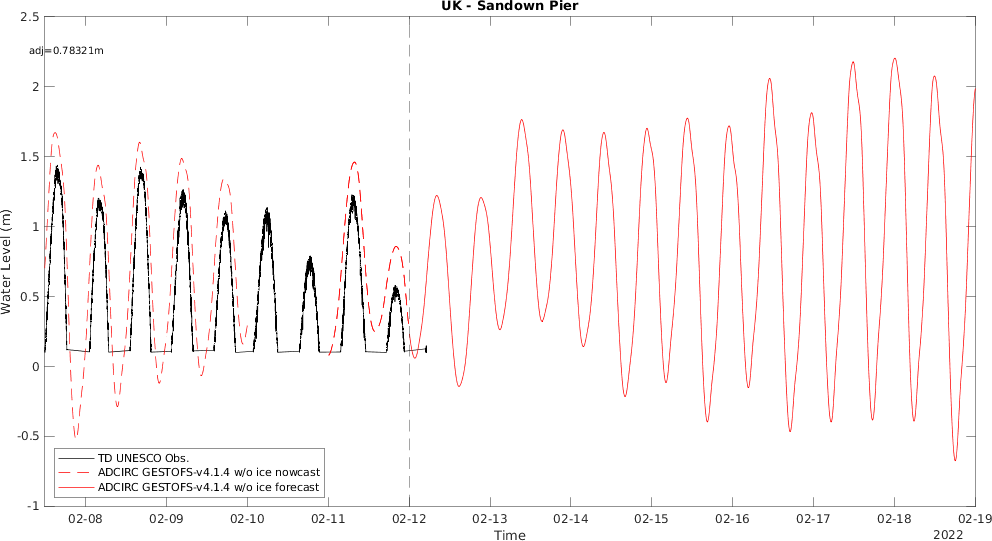 UK - Sandown Pier
2.5
adj=0.78321m
2
1.5
1
0.5
0
-0.5
-1
Water Level (m)
TD UNESCO Obs.
ADCIRC GESTOFS-v4.1.4 w/o ice nowcast
ADCIRC GESTOFS-v4.1.4 w/o ice forecast
02-08 02-09 02-10 02-11 02-12 02-13 02-14 02-15 02-16 02-17 02-18 02-19
Time
2022